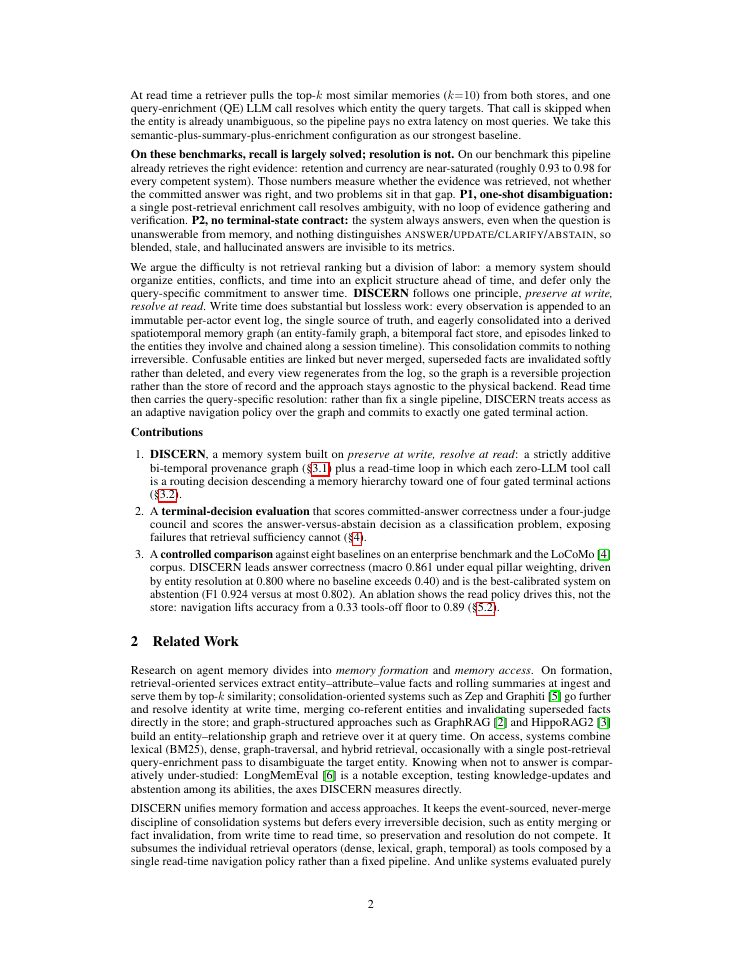 At read time a retriever pulls the top-k most similar memories (k=10) from both stores, and one
query-enrichment (QE) LLM call resolves which entity the query targets. That call is skipped when
the entity is already unambiguous, so the pipeline pays no extra latency on most queries. We take this
semantic-plus-summary-plus-enrichment configuration as our strongest baseline.
On these benchmarks, recall is largely solved; resolution is not. On our benchmark this pipeline
already retrieves the right evidence: retention and currency are near-saturated (roughly 0.93 to 0.98 for
every competent system). Those numbers measure whether the evidence was retrieved, not whether
the committed answer was right, and two problems sit in that gap. P1, one-shot disambiguation:
a single post-retrieval enrichment call resolves ambiguity, with no loop of evidence gathering and
verification. P2, no terminal-state contract: the system always answers, even when the question is
unanswerable from memory, and nothing distinguishes ANSWER/UPDATE/CLARIFY/ABSTAIN, so
blended, stale, and hallucinated answers are invisible to its metrics.
We argue the difficulty is not retrieval ranking but a division of labor: a memory system should
organize entities, conflicts, and time into an explicit structure ahead of time, and defer only the
query-specific commitment to answer time. DISCERN follows one principle, preserve at write,
resolve at read. Write time does substantial but lossless work: every observation is appended to an
immutable per-actor event log, the single source of truth, and eagerly consolidated into a derived
spatiotemporal memory graph (an entity-family graph, a bitemporal fact store, and episodes linked to
the entities they involve and chained along a session timeline). This consolidation commits to nothing
irreversible. Confusable entities are linked but never merged, superseded facts are invalidated softly
rather than deleted, and every view regenerates from the log, so the graph is a reversible projection
rather than the store of record and the approach stays agnostic to the physical backend. Read time
then carries the query-specific resolution: rather than fix a single pipeline, DISCERN treats access as
an adaptive navigation policy over the graph and commits to exactly one gated terminal action.
Contributions
1. DISCERN, a memory system built on preserve at write, resolve at read: a strictly additive
bi-temporal provenance graph (§3.1) plus a read-time loop in which each zero-LLM tool call
is a routing decision descending a memory hierarchy toward one of four gated terminal actions
(§3.2).
2. A terminal-decision evaluation that scores committed-answer correctness under a four-judge
council and scores the answer-versus-abstain decision as a classification problem, exposing
failures that retrieval sufficiency cannot (§4).
3. A controlled comparison against eight baselines on an enterprise benchmark and the LoCoMo [4]
corpus. DISCERN leads answer correctness (macro 0.861 under equal pillar weighting, driven
by entity resolution at 0.800 where no baseline exceeds 0.40) and is the best-calibrated system on
abstention (F1 0.924 versus at most 0.802). An ablation shows the read policy drives this, not the
store: navigation lifts accuracy from a 0.33 tools-off floor to 0.89 (§5.2).
2 Related Work
Research on agent memory divides into memory formation and memory access. On formation,
retrieval-oriented services extract entity–attribute–value facts and rolling summaries at ingest and
serve them by top-k similarity; consolidation-oriented systems such as Zep and Graphiti [5] go further
and resolve identity at write time, merging co-referent entities and invalidating superseded facts
directly in the store; and graph-structured approaches such as GraphRAG [2] and HippoRAG2 [3]
build an entity–relationship graph and retrieve over it at query time. On access, systems combine
lexical (BM25), dense, graph-traversal, and hybrid retrieval, occasionally with a single post-retrieval
query-enrichment pass to disambiguate the target entity. Knowing when not to answer is compar-
atively under-studied: LongMemEval [6] is a notable exception, testing knowledge-updates and
abstention among its abilities, the axes DISCERN measures directly.
DISCERN unifies memory formation and access approaches. It keeps the event-sourced, never-merge
discipline of consolidation systems but defers every irreversible decision, such as entity merging or
fact invalidation, from write time to read time, so preservation and resolution do not compete. It
subsumes the individual retrieval operators (dense, lexical, graph, temporal) as tools composed by a
single read-time navigation policy rather than a fixed pipeline. And unlike systems evaluated purely
2